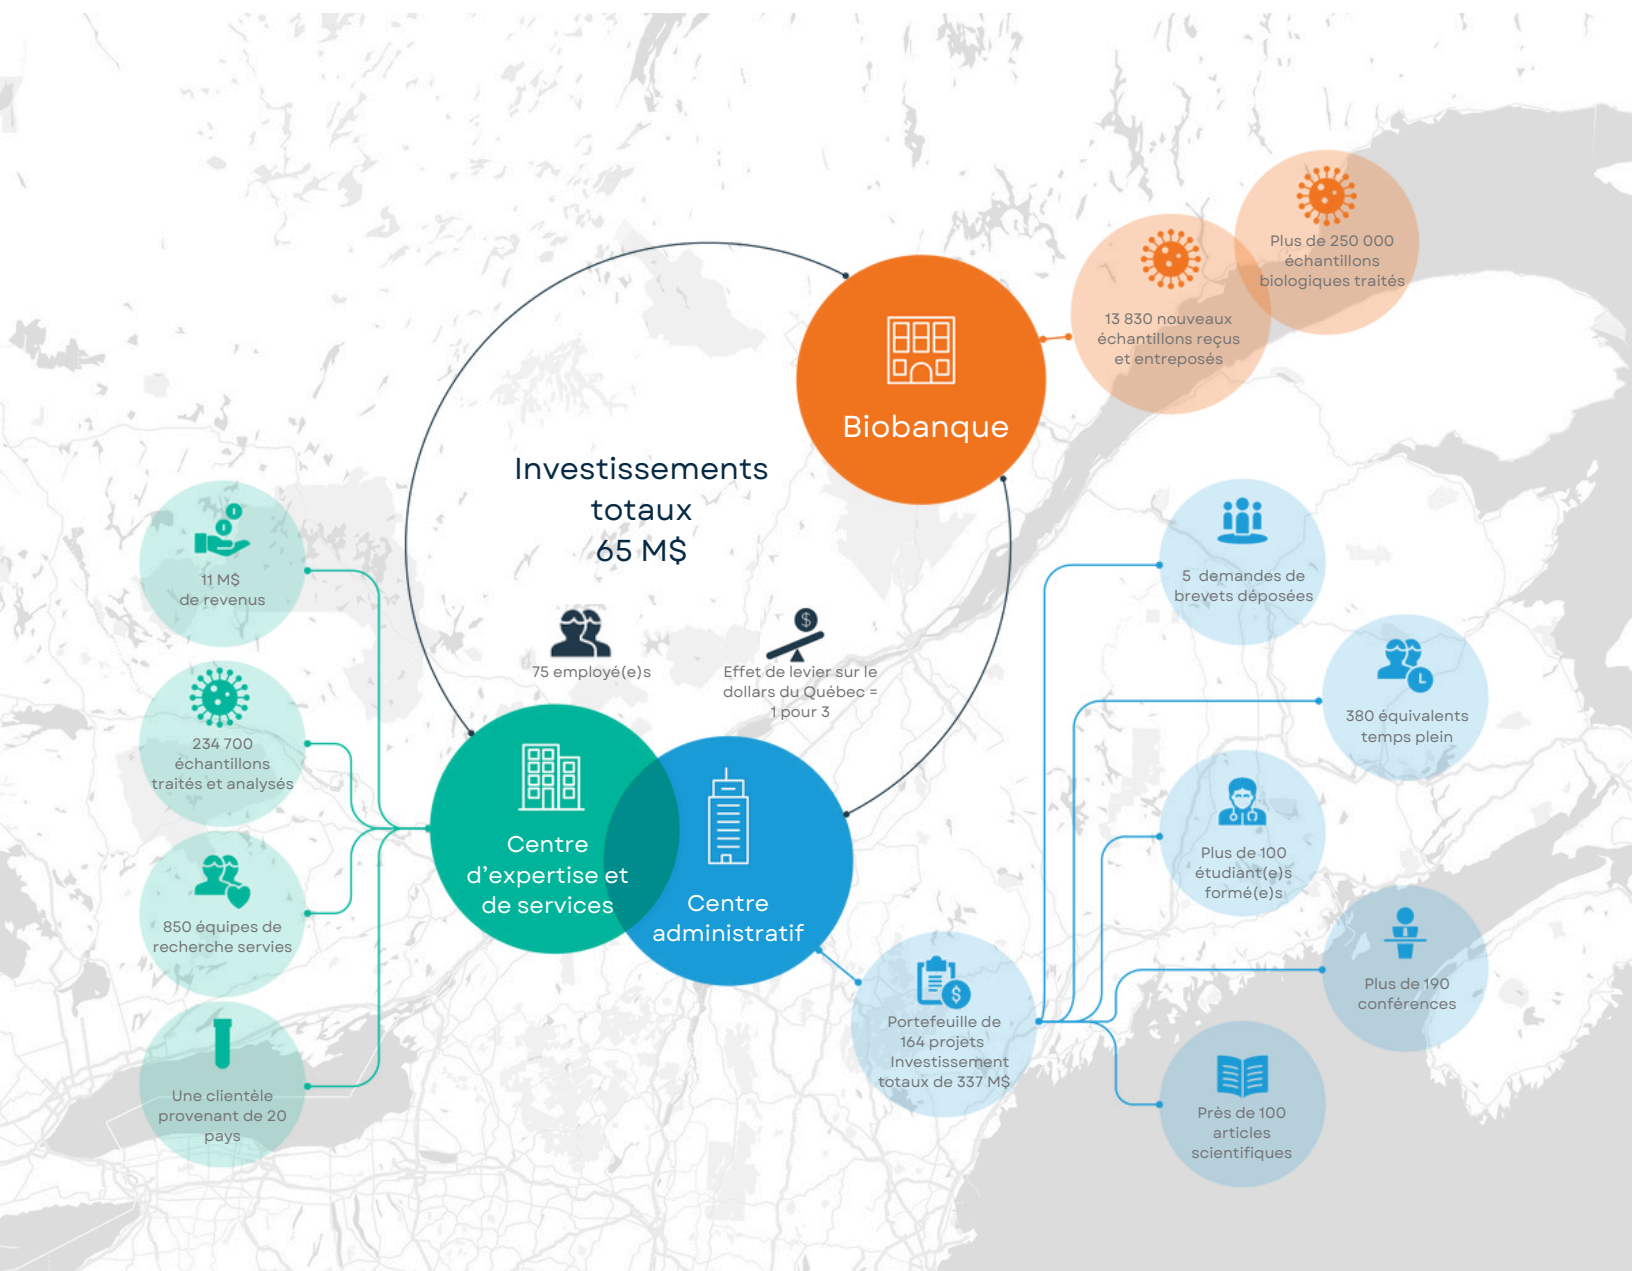 Investissements
totaux
65 M$
75 employé(e)s
Effet de levier sur le
dollars du Québec =
1 pour 3
Biobanque
13 830 nouveaux
échantillons reçus
et entreposés
Plus de 250 000
échantillons
biologiques traités
Centre
d'expertise et
de services
11 M$
de revenus
234 700
échantillons
traités et analysés
850 équipes de
recherche servies
Une clientèle
provenant de 20
pays
Centre
administratif
Portefeuille de
164 projets
Investissement
totaux de 337 M$
5 demandes de
brevets déposées
380 équivalents
temps plein
Plus de 100
étudiant(e)s
formé(e)s
Plus de 190
conférences
Près de 100
articles
scientifiques